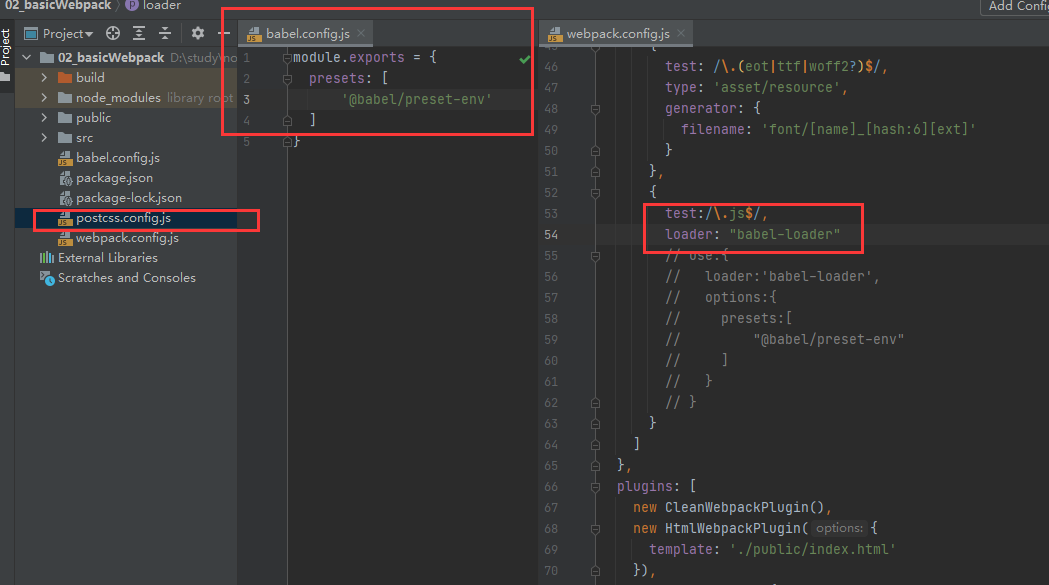 02_basicWebpack
loader
Add Config
Project
Project
02_basicWebpack D:\study\no
build
node_modules library root
public
src
babel.config.js
package.json
package-lock.json
postcss.config.js
webpack.config.js
External Libraries
Scratches and Consoles
babel.config.js
1 module.exports = {
2 presets: [
3 '@babel/preset-env'
4 ]
5 }
webpack.config.js
45 {
46 test: /\.(eot|ttf|woff2?)$/,
47 type: 'asset/resource',
48 generator: {
49 filename: 'font/[name]_[hash:6][ext]'
50 }
51 },
52 {
53 test:/\.js$/,
54 loader: "babel-loader"
55 // use:{
56 // loader:'babel-loader',
57 // options:{
58 // presets:[
59 // "@babel/preset-env"
60 // ]
61 // }
62 // }
63 }
64 ]
65 },
66 plugins: [
67 new CleanWebpackPlugin(),
68 new HtmlWebpackPlugin( options: {
69 template: './public/index.html'
70 }),